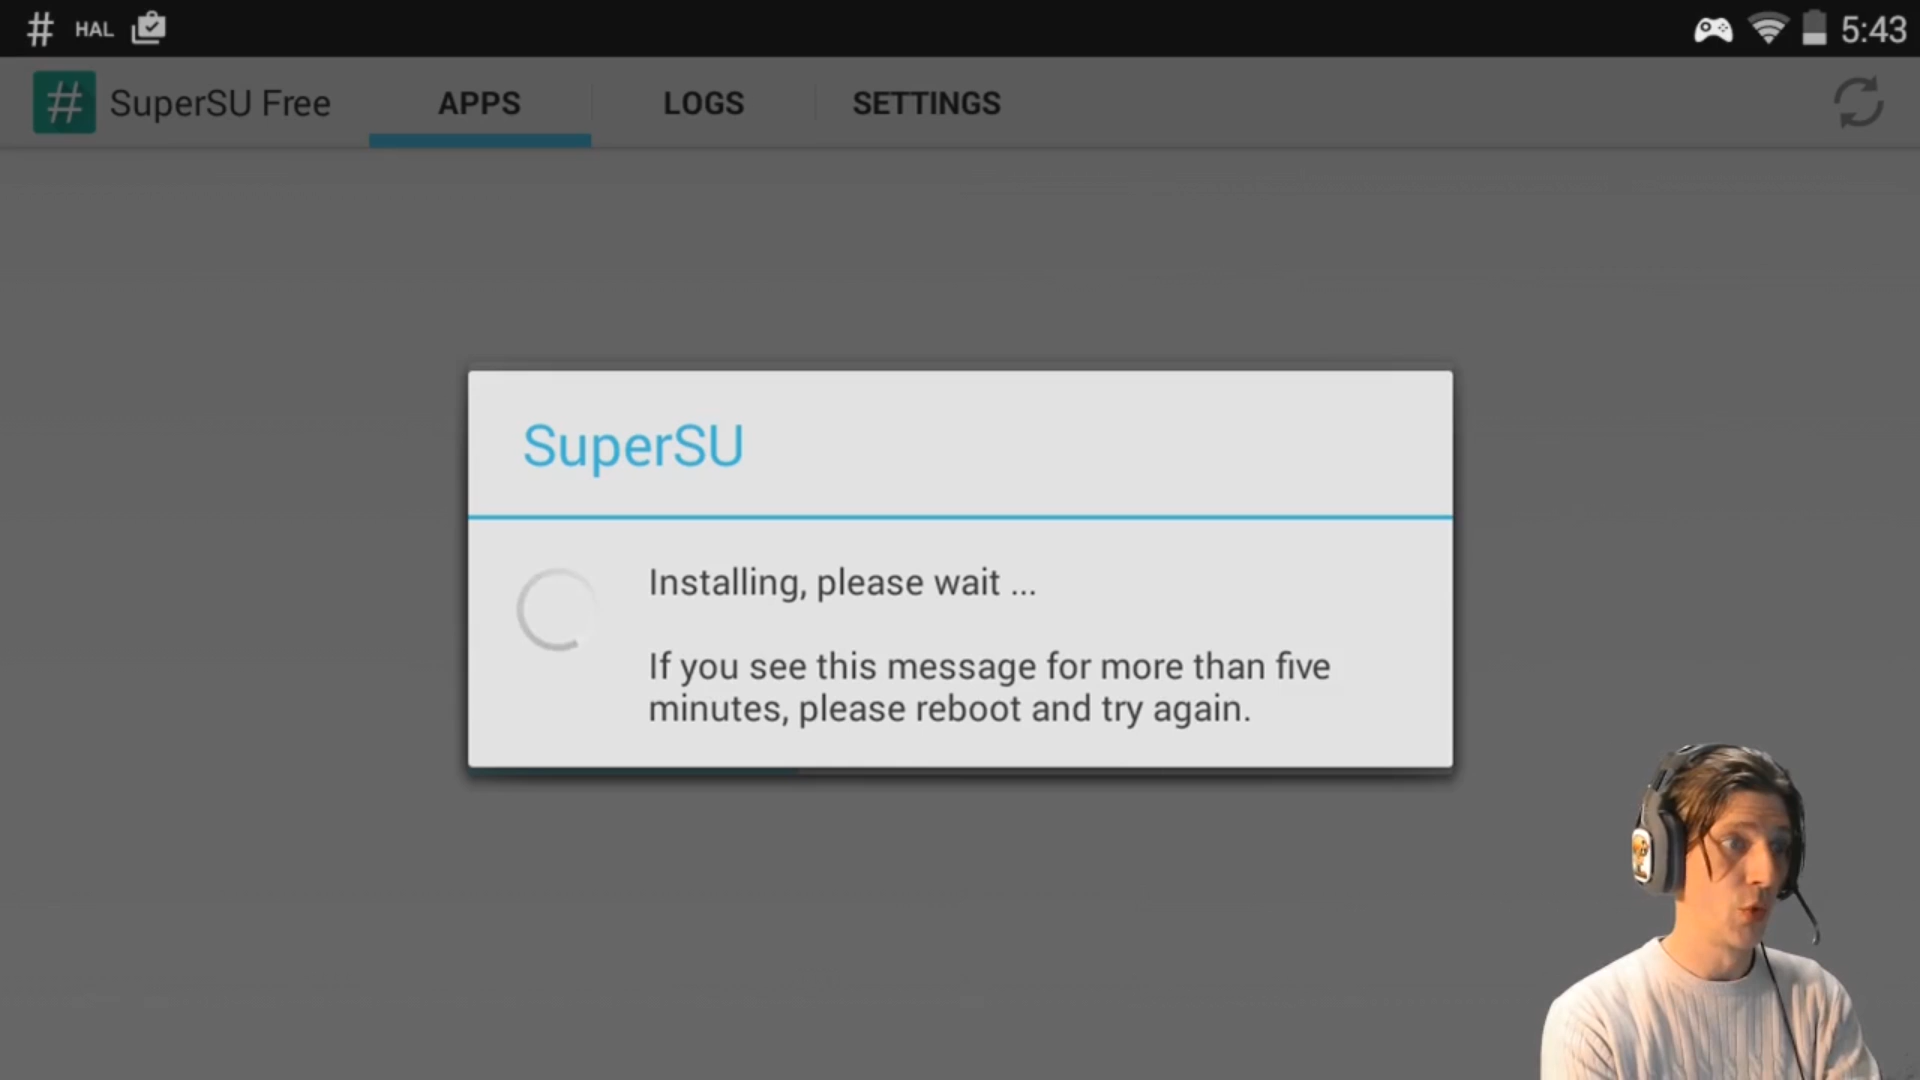 # HAL 5:43
# SuperSU Free APPS LOGS SETTINGS
SuperSU
Installing, please wait ...
If you see this message for more than five
minutes, please reboot and try again.